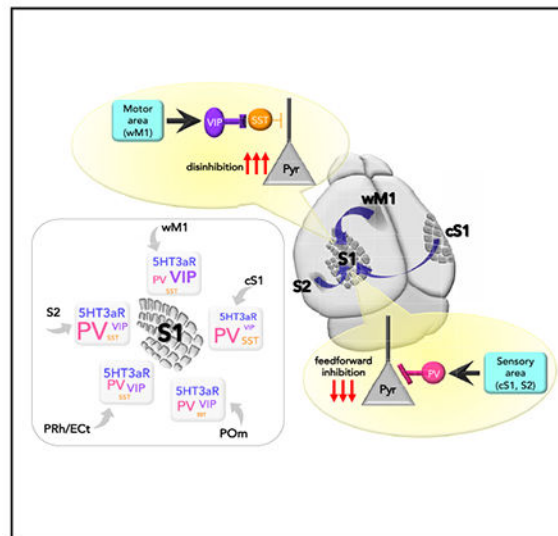 Motor area
(wM1)
VIP
SST
disinhibition
Pyr
wM1
cS1
S1
S2
wM1
5HT3aR
PV VIP
SST
cS1
5HT3aR
PV VIP
SST
S2
5HT3aR
PV VIP
SST
S1
5HT3aR
PV VIP
SST
PRh/ECt
5HT3aR
PV VIP
SST
POm
feedforward
inhibition
Pyr
PV
Sensory
area
(cS1, S2)